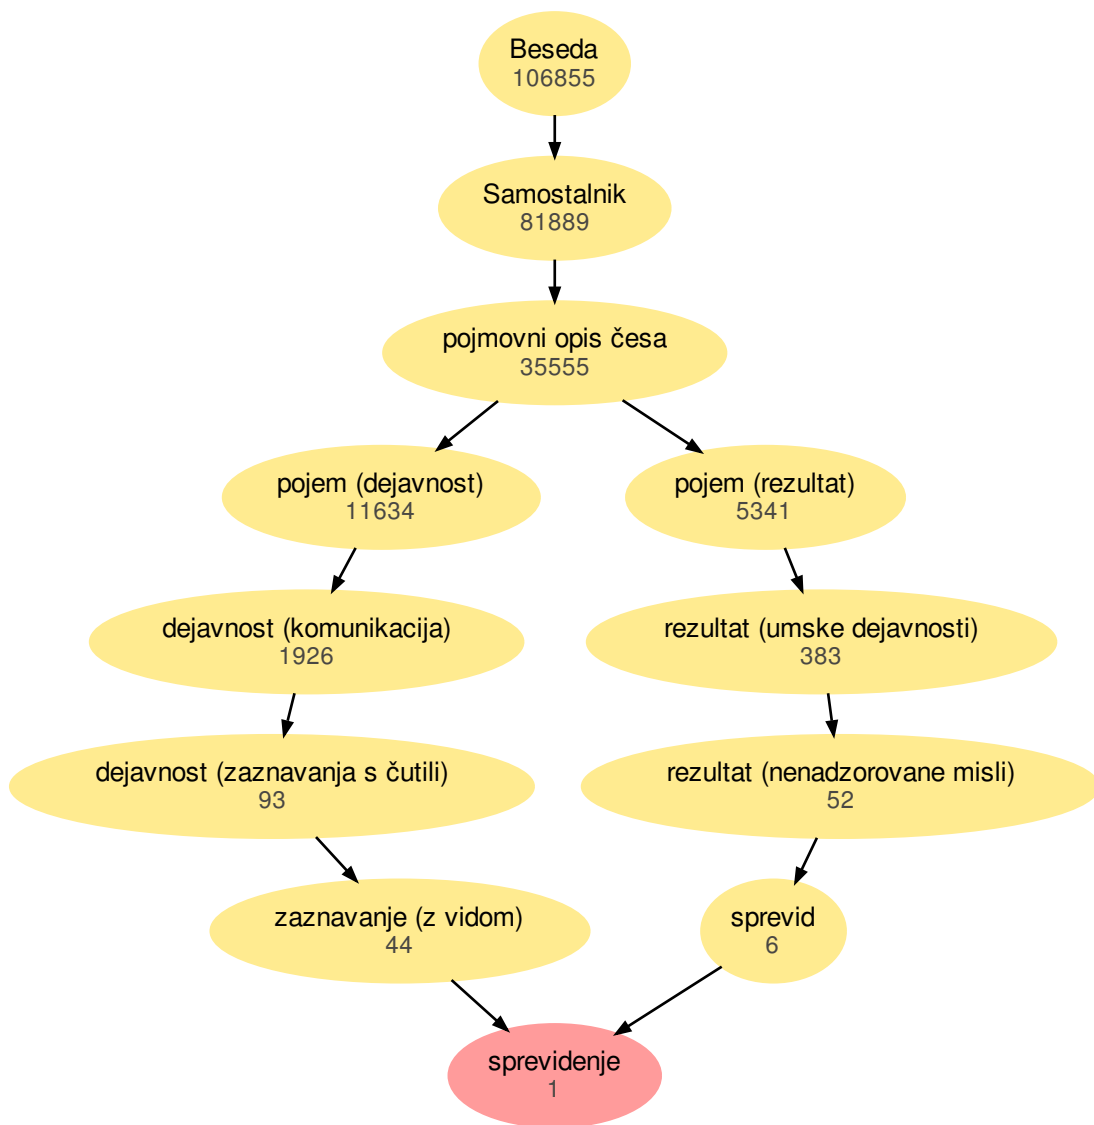 Beseda
106855
Samostalnik
81889
pojmovni opis česa
35555
pojem (dejavnost)
11634
pojem (rezultat)
5341
dejavnost (komunikacija)
1926
rezultat (umske dejavnosti)
383
dejavnost (zaznavanja s čutili)
93
rezultat (nenadzorovane misli)
52
zaznavanje (z vidom)
44
sprevid
6
sprevidenje
1